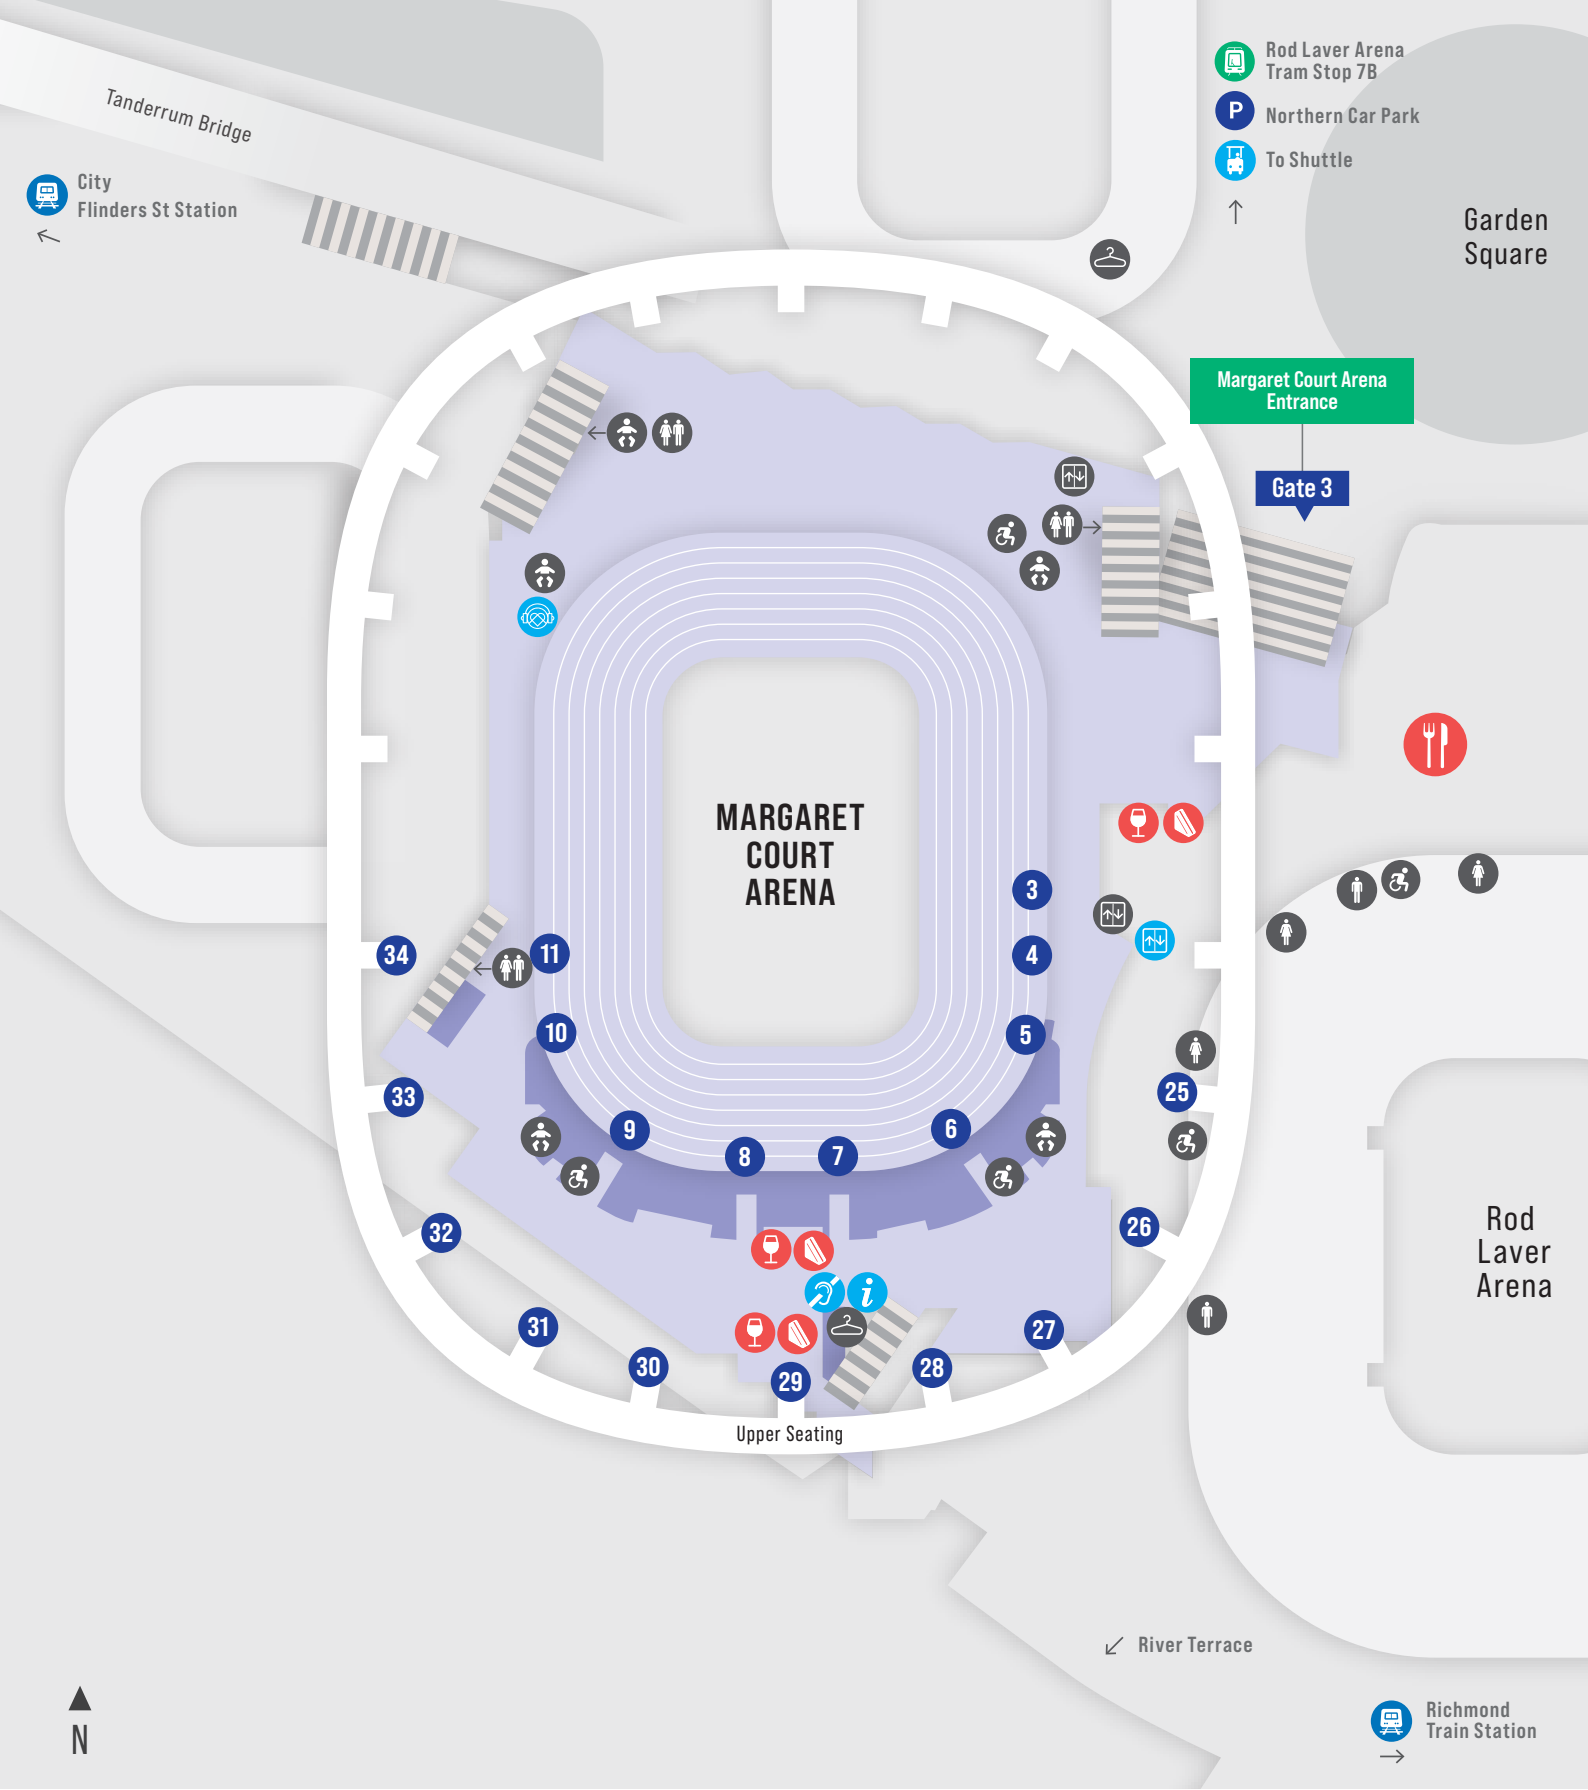 Rod Laver Arena
Tram Stop 7B
P
Northern Car Park
To Shuttle
Tanderrum Bridge
City
Flinders St Station
Garden
Square
Margaret Court Arena
Entrance
Gate 3
MARGARET
COURT
ARENA
3
4
5
6
7
8
9
10
11
34
33
32
31
30
29
28
27
26
25
i
Upper Seating
Rod
Laver
Arena
River Terrace
Richmond
Train Station
N